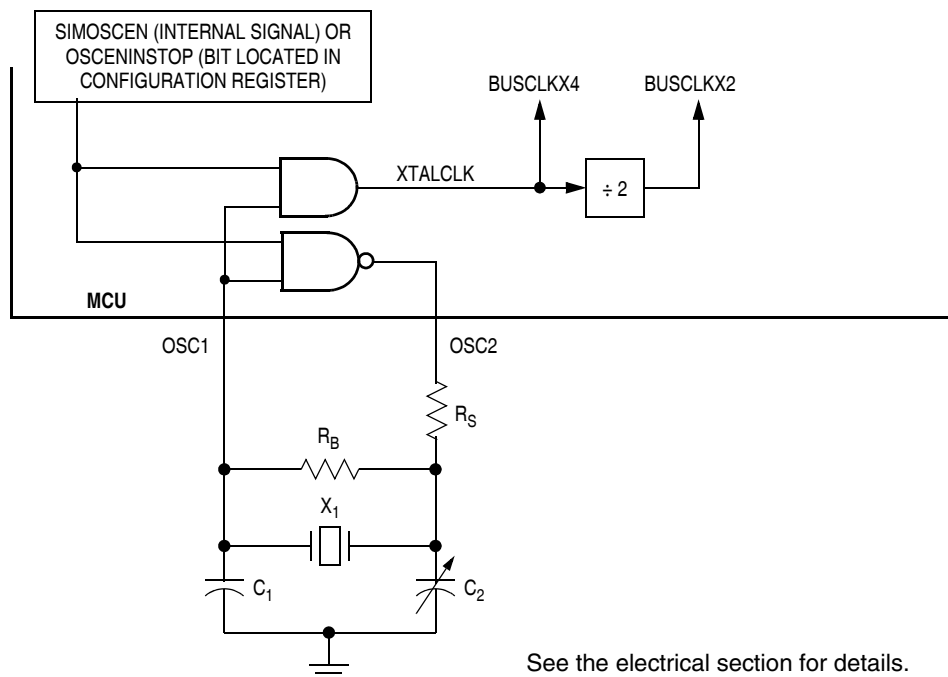 SIMOSCEN (INTERNAL SIGNAL) OR
OSCENINSTOP (BIT LOCATED IN
CONFIGURATION REGISTER)
BUSCLKX4
BUSCLKX2
XTALCLK
÷ 2
MCU
OSC1
OSC2
RS
RB
X1
C1
C2
See the electrical section for details.